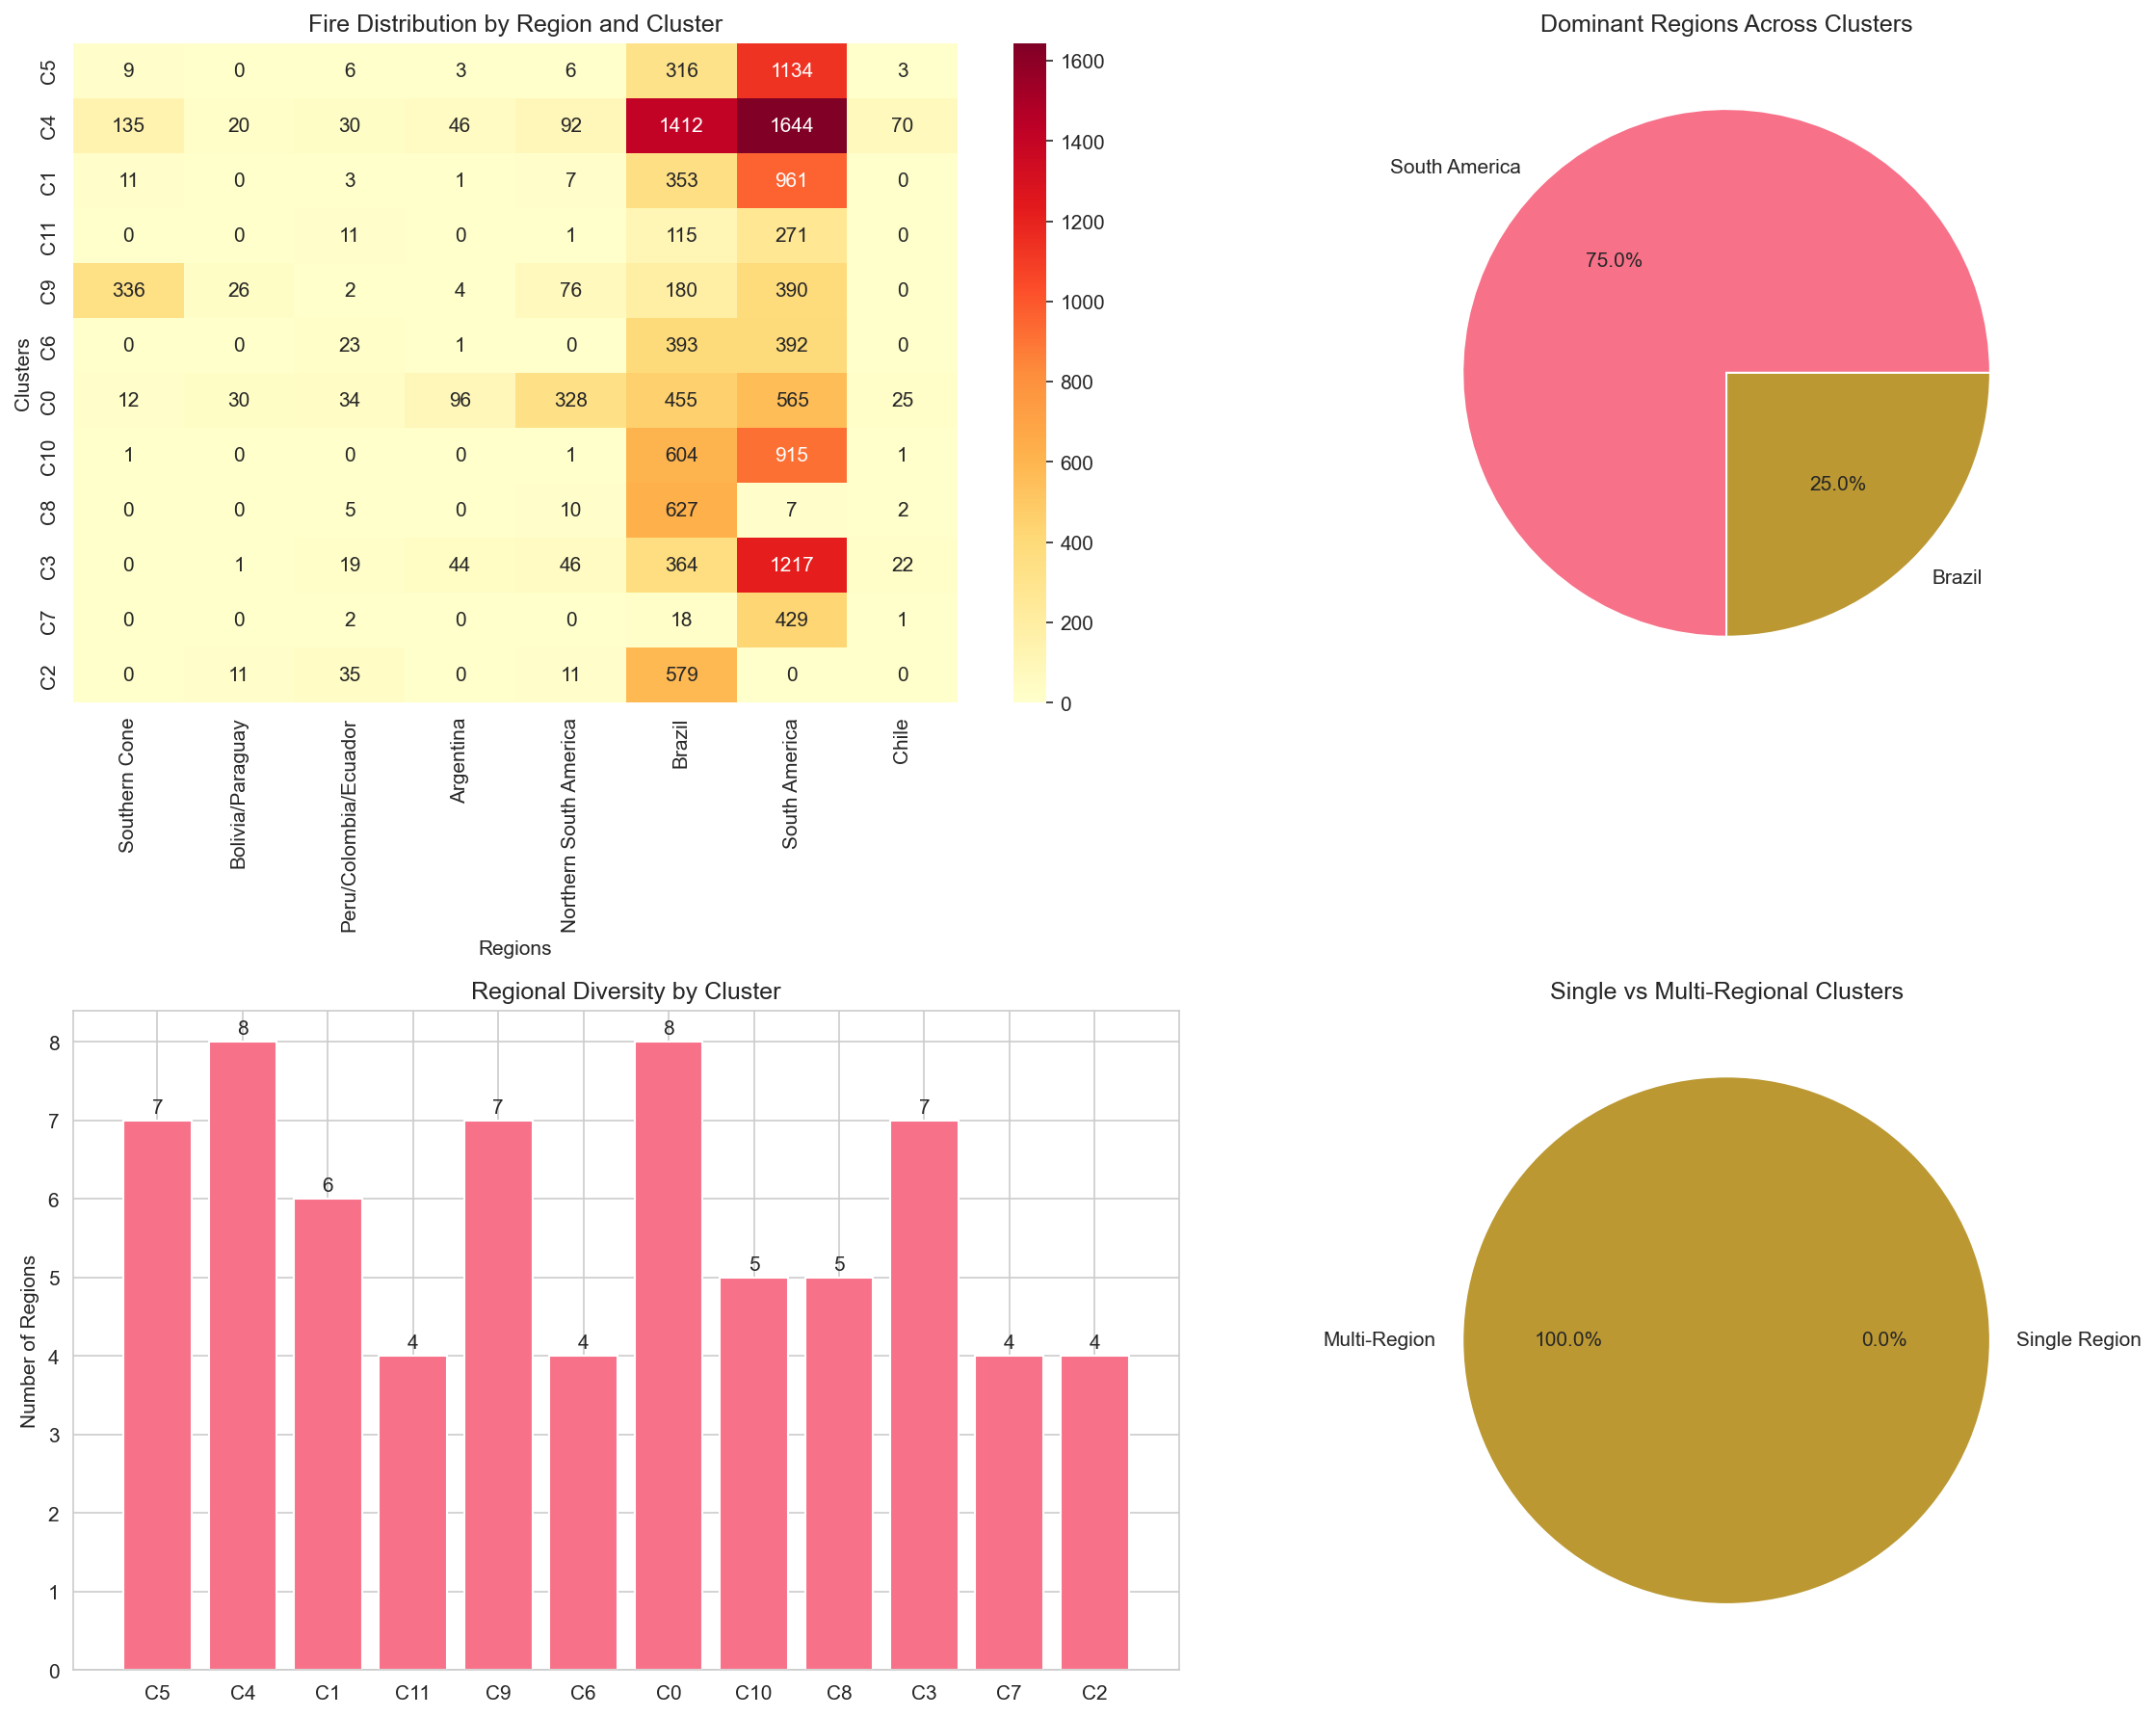 Fire Distribution by Region and Cluster
Clusters
C5 9 0 6 3 6 316 1134 3
C4 135 20 30 46 92 1412 1644 70
C1 11 0 3 1 7 353 961 0
C11 0 0 11 0 1 115 271 0
C9 336 26 2 4 76 180 390 0
C6 0 0 23 1 0 393 392 0
C0 12 30 34 96 328 455 565 25
C10 1 0 0 0 1 604 915 1
C8 0 0 5 0 10 627 7 2
C3 0 1 19 44 46 364 1217 22
C7 0 0 2 0 0 18 429 1
C2 0 11 35 0 11 579 0 0
Southern Cone
Bolivia/Paraguay
Peru/Colombia/Ecuador
Argentina
Northern South America
Brazil
South America
Chile
Regions
1600
1400
1200
1000
800
600
400
200
0
Dominant Regions Across Clusters
South America
75.0%
25.0%
Brazil
Regional Diversity by Cluster
Number of Regions
8
7
6
5
4
3
2
1
0
7 8 6 4 7 4 8 5 5 7 4 4
C5 C4 C1 C11 C9 C6 C0 C10 C8 C3 C7 C2
Single vs Multi-Regional Clusters
Multi-Region 100.0% 0.0% Single Region